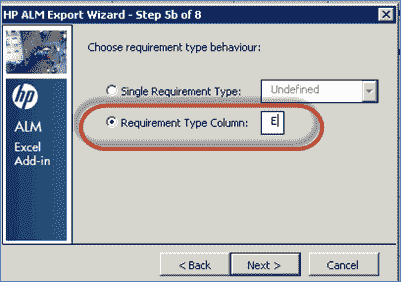 HP ALM Export Wizard - Step 5b of 8
Choose requirement type behaviour:
Single Requirement Type: Undefined
Requirement Type Column: E
hp
ALM
Excel
Add-in
< Back Next > Cancel